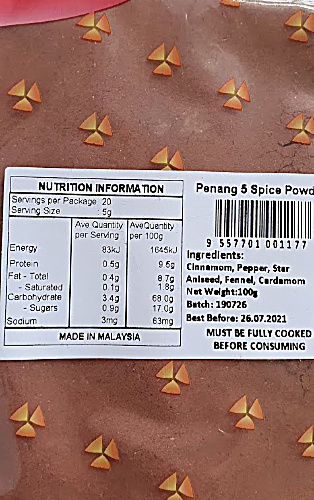 NUTRITION INFORMATION
Servings per Package: 20
Serving Size 5g
Ave Quantity per Serving
Ave Quantity per 100g
Energy 83kJ 1645kJ
Protein 0.5g 9.5g
Fat - Total 0.4g 8.7g
- Saturated 0.1g 1.8g
Carbohydrate 3.4g 68.0g
- Sugars 0.9g 17.0g
Sodium 3mg 63mg
MADE IN MALAYSIA
Penang 5 Spice Powd
9 557701 001177
Ingredients:
Cinnamom, Pepper, Star
Aniseed, Fennel, Cardamom
Net Weight:100g
Batch: 190726
Best Before: 26.07.2021
MUST BE FULLY COOKED
BEFORE CONSUMING